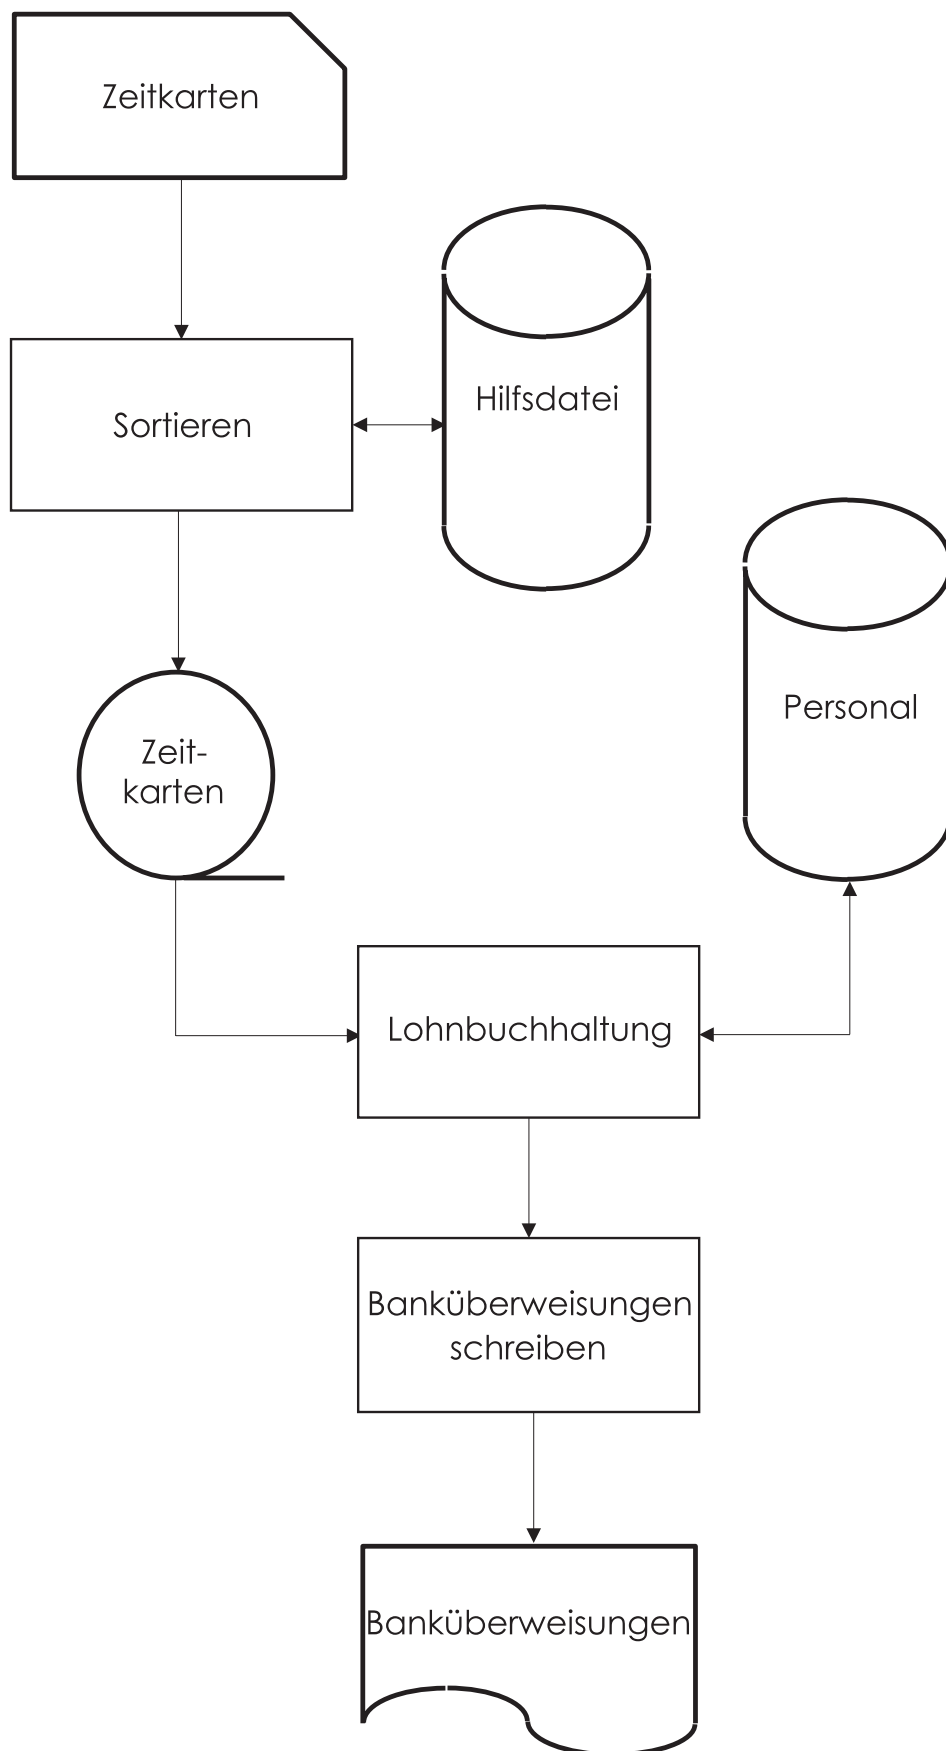 Zeitkarten
Hilfsdatei
Sortieren
Personal
Zeit-
karten
Lohnbuchhaltung
Banküberweisungen
schreiben
Banküberweisungen